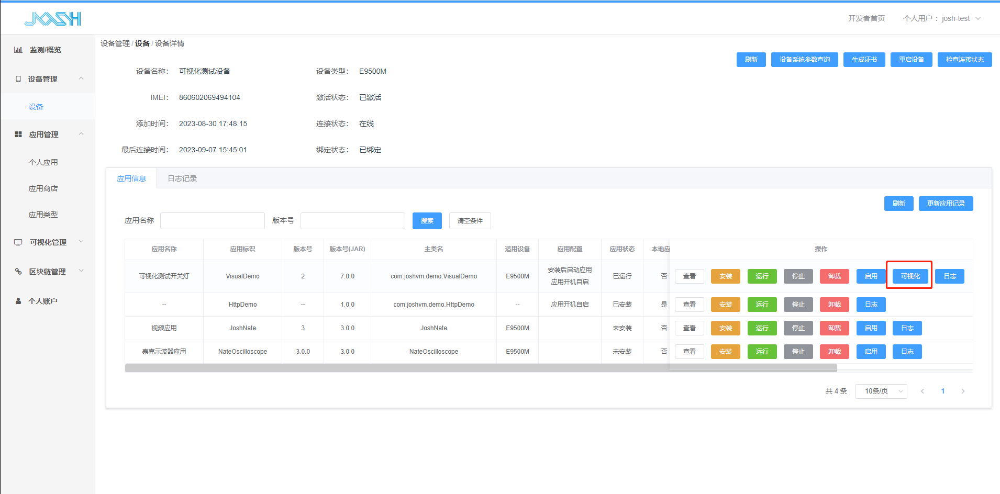 JOSH
开发者首页
个人用户: josh-test
监测/概览
设备管理
设备
应用管理
个人应用
应用商店
应用类型
可视化管理
区块链管理
个人账户
设备管理 / 设备 / 设备详情
刷新 设备系统参数查询 生成证书 重启设备 检查连接状态
设备名称: 可视化测试设备 设备类型: E9500M
IMEI: 860602069494104 激活状态: 已激活
添加时间: 2023-08-30 17:48:15 连接状态: 在线
最后连接时间: 2023-09-07 15:45:01 绑定状态: 已绑定
应用信息 日志记录
刷新 更新应用记录
应用名称 版本号 搜索 清空条件
应用名称 应用标识 版本号 版本号(JAR) 主类名 适用设备 应用配置 应用状态 本地应 操作
可视化测试开关灯 VisualDemo 2 7.0.0 com.joshvm.demo.VisualDemo E9500M 安装后启动应用 已运行 否 查看 安装 运行 停止 卸载 启用 可视化 日志
应用开机自启
-- HttpDemo -- 1.0.0 com.joshvm.demo.HttpDemo -- 应用开机自启 已安装 是 查看 安装 运行 停止 卸载 日志
视频应用 JoshNate 3 3.0.0 JoshNate E9500M 未安装 否 查看 安装 运行 停止 卸载 启用 日志
泰克示波器应用 NateOscilloscope 3.0.0 3.0.0 NateOscilloscope E9500M 未安装 否 查看 安装 运行 停止 卸载 启用 日志
共 4 条 10条/页 1